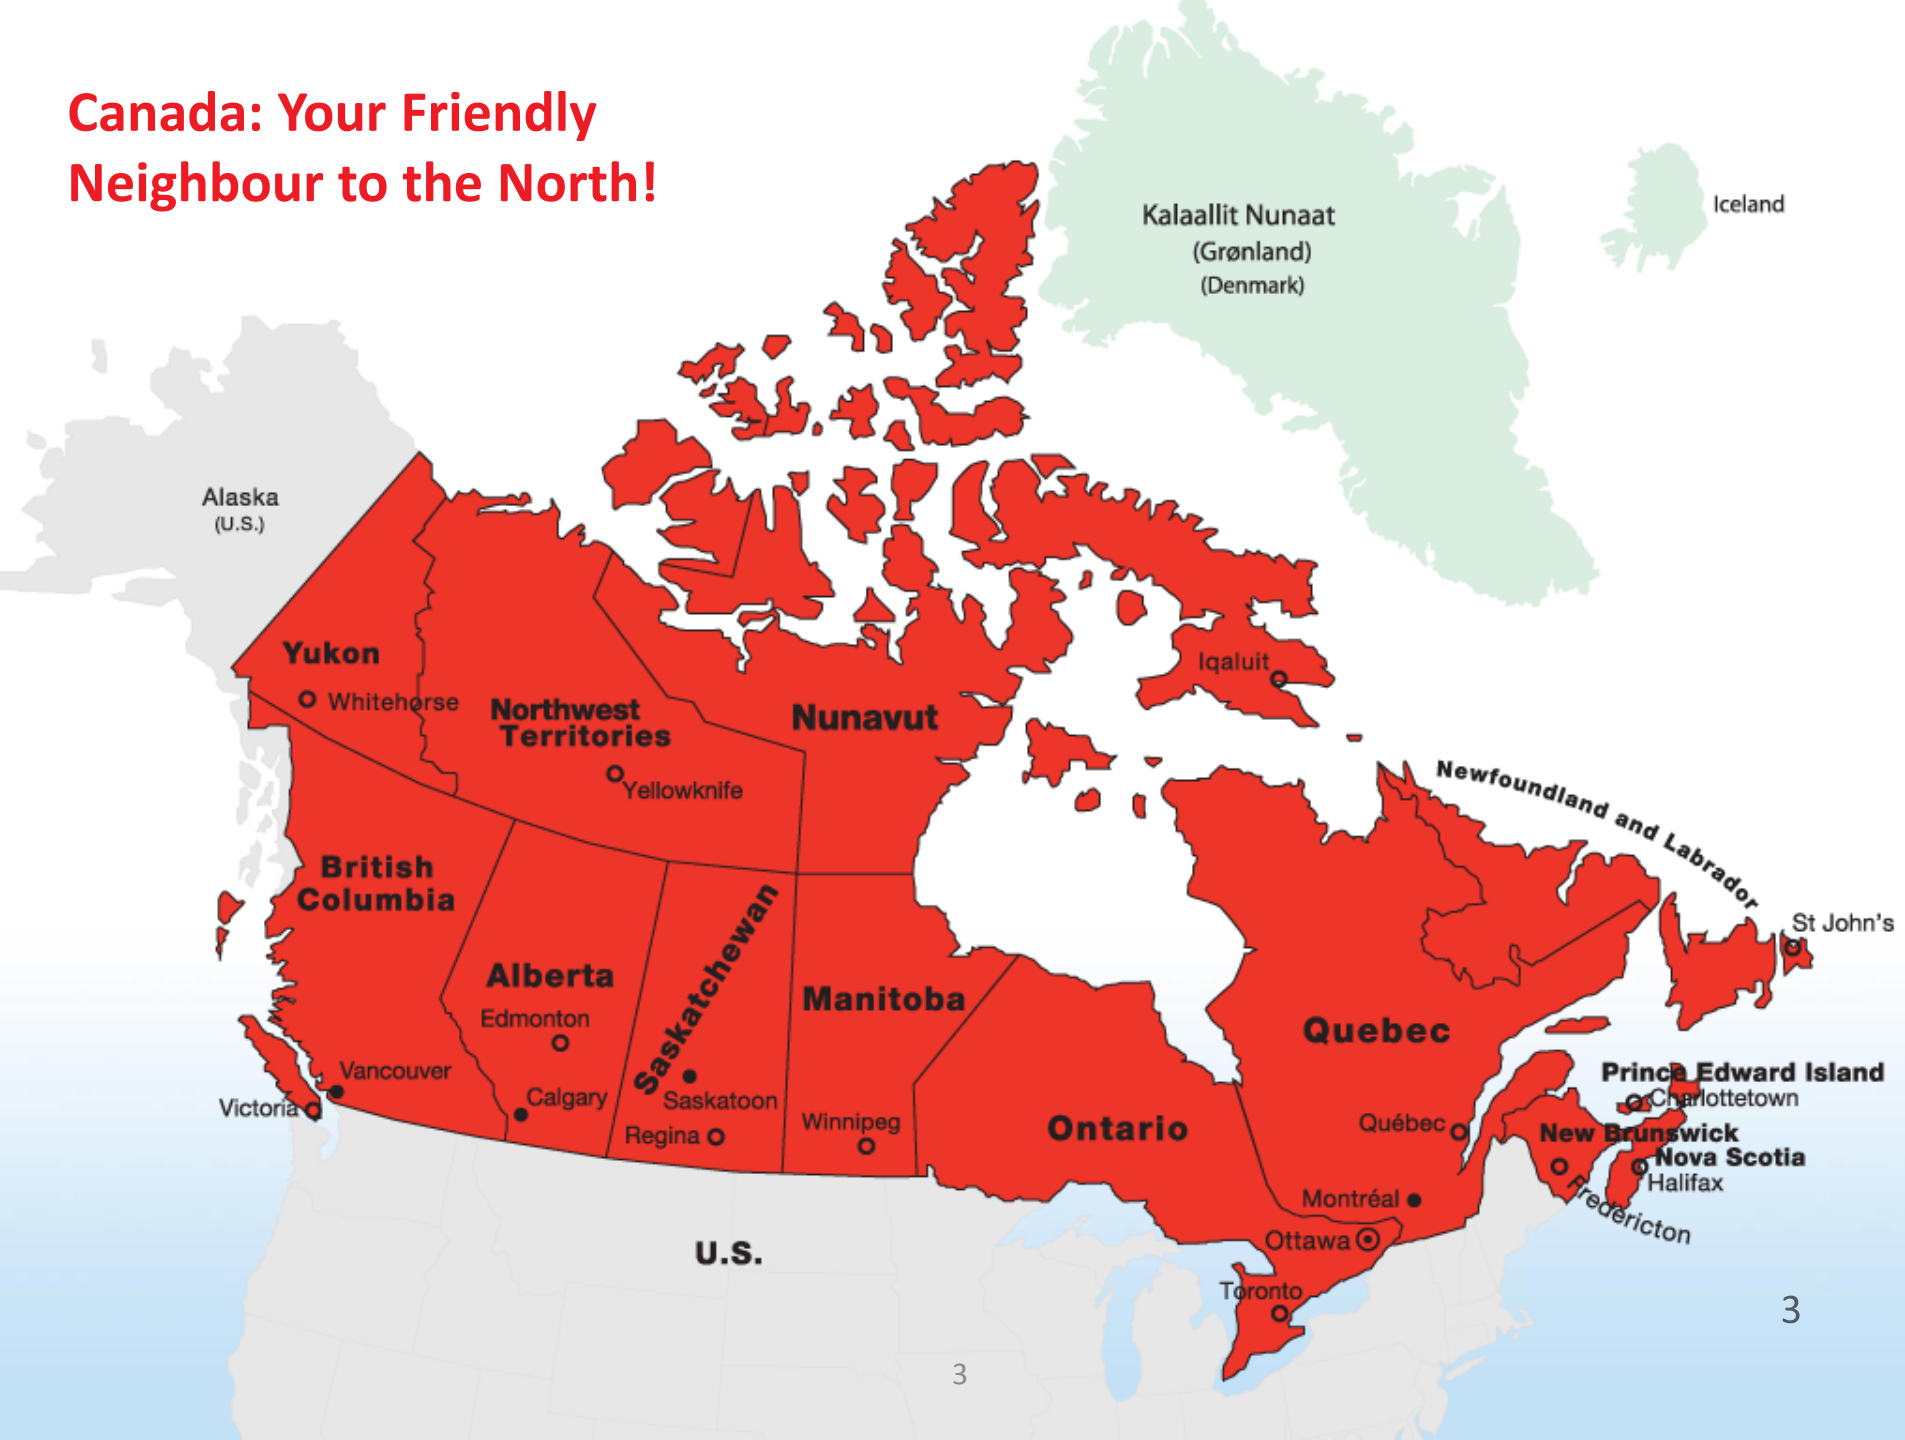 Canada: Your Friendly
Neighbour to the North!
Kalaallit Nunaat
(Grønland)
(Denmark)
Iceland
Alaska
(U.S.)
Yukon
Whitehorse
Northwest
Territories
Yellowknife
Nunavut
Iqaluit
Newfoundland and Labrador
St John's
British
Columbia
Alberta
Edmonton
Calgary
Saskatchewan
Saskatoon
Regina
Manitoba
Winnipeg
Vancouver
Victoria
Ontario
Quebec
Québec
Montréal
Ottawa
Toronto
Prince Edward Island
Charlottetown
New Brunswick
Nova Scotia
Halifax
Fredericton
U.S.
3
3